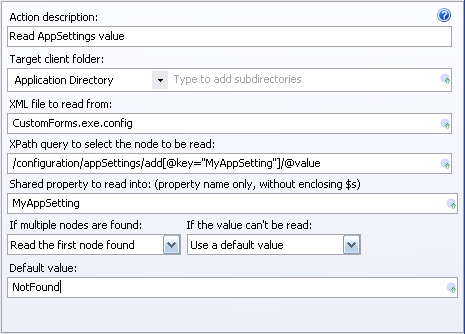 Action description:
Read AppSettings value
Target client folder:
Application Directory Type to add subdirectories
XML file to read from:
CustomForms.exe.config
XPath query to select the node to be read:
/configuration/appSettings/add[@key="MyAppSetting"]/@value
Shared property to read into: (property name only, without enclosing $s)
MyAppSetting
If multiple nodes are found: If the value can't be read:
Read the first node found Use a default value
Default value:
NotFound